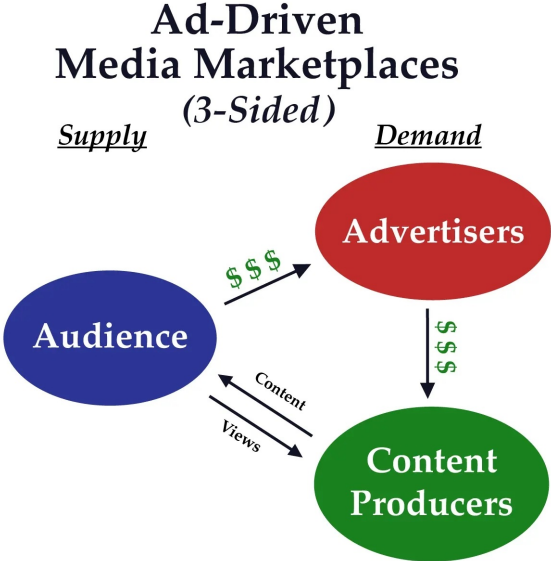 Ad-Driven
Media Marketplaces
(3-Sided)
Supply
Demand
Advertisers
$ $ $
Audience
$ $ $
Content
Views
Content
Producers